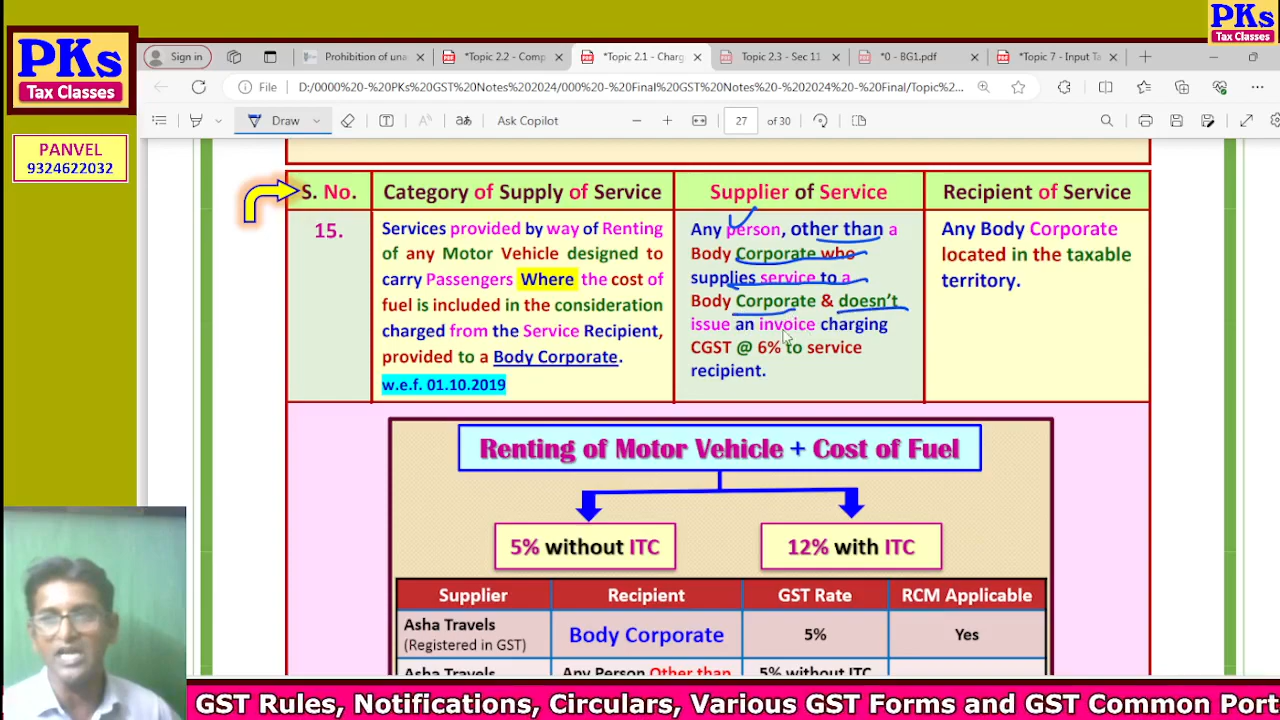 PKs
Tax Classes
PANVEL
9324622032
PKs
Tax Classes
Sign in
Prohibition of una
*Topic 2.2 - Comp
*Topic 2.1 - Charg
Topic 2.3 - Sec 11
*0 - BG1.pdf
*Topic 7 - Input Ta
File
D:/0000%20-%20PKs%20GST%20Notes%202024/000%20-%20Final%20GST%20Notes%20%202024%20-%20Final/Topic%...
Draw
Ask Copilot
27
of 30
S. No.
Category of Supply of Service
Supplier of Service
Recipient of Service
15.
Services provided by way of Renting
of any Motor Vehicle designed to
carry Passengers Where the cost of
fuel is included in the consideration
charged from the Service Recipient,
provided to a Body Corporate.
w.e.f. 01.10.2019
Any person, other than a
Body Corporate who
supplies service to a
Body Corporate & doesn't
issue an invoice charging
CGST @ 6% to service
recipient.
Any Body Corporate
located in the taxable
territory.
Renting of Motor Vehicle + Cost of Fuel
5% without ITC
12% with ITC
Supplier
Recipient
GST Rate
RCM Applicable
Asha Travels
(Registered in GST)
Body Corporate
5%
Yes
Asha Travels
Any Person Other than
5% without ITC
GST Rules, Notifications, Circulars, Various GST Forms and GST Common Port